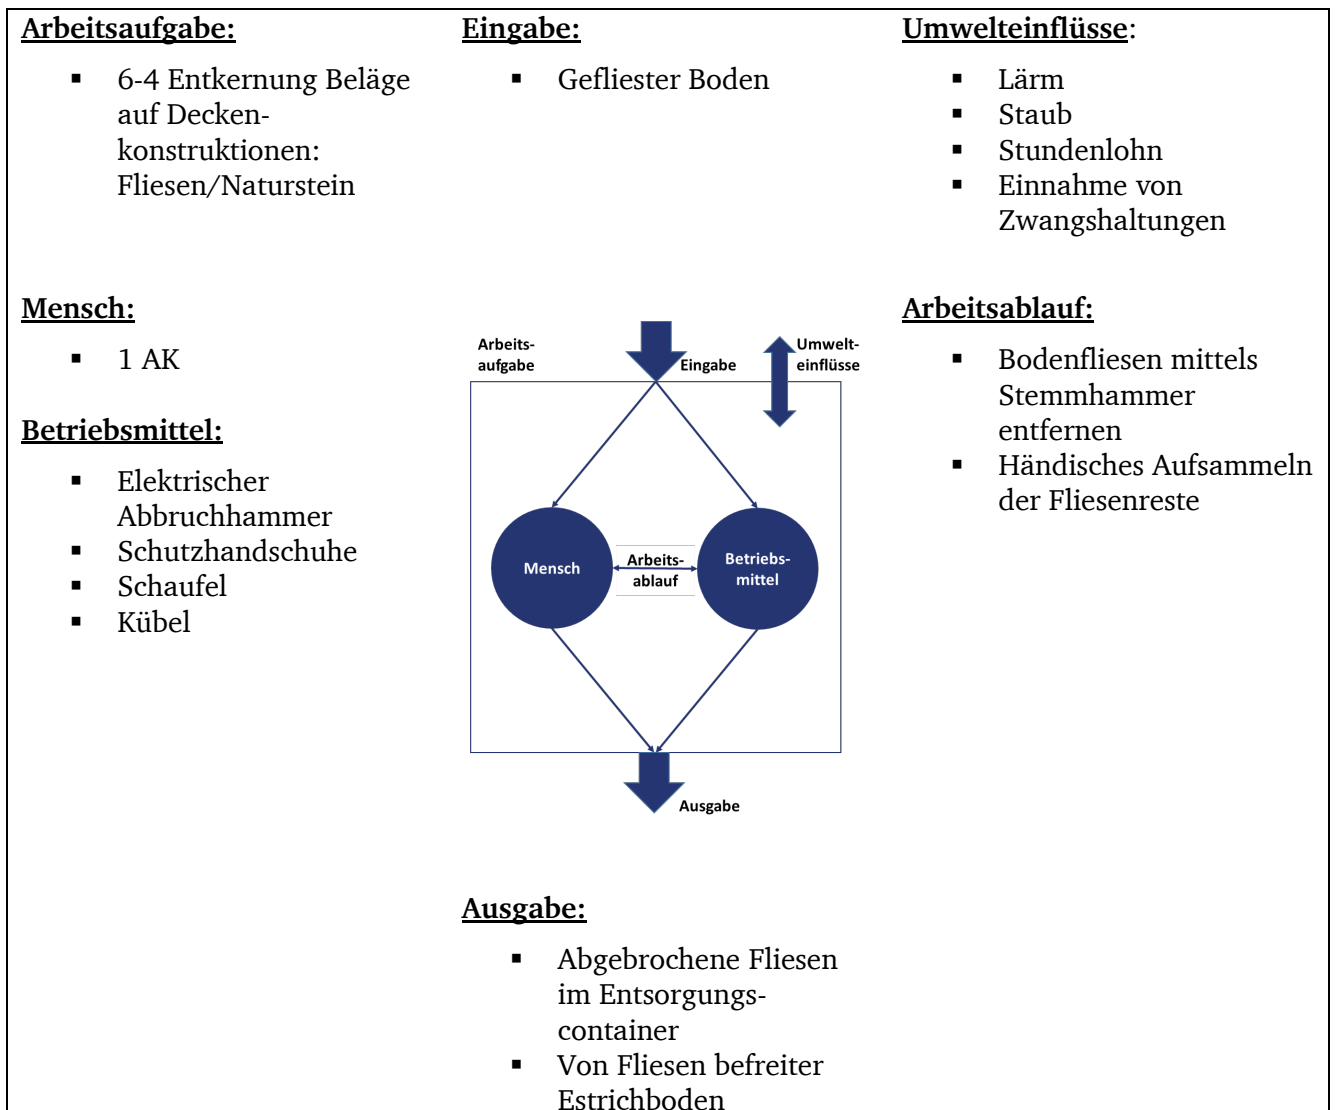 Arbeitsaufgabe:
▪ 6-4 Entkernung Beläge
auf Decken-
konstruktionen:
Fliesen/Naturstein
Eingabe:
▪ Gefliester Boden
Umwelteinflüsse:
▪ Lärm
▪ Staub
▪ Stundenlohn
▪ Einnahme von
Zwangshaltungen
Mensch:
▪ 1 AK
Betriebsmittel:
▪ Elektrischer
Abbruchhammer
▪ Schutzhandschuhe
▪ Schaufel
▪ Kübel
Arbeits-
aufgabe
Eingabe
Umwelt-
einflüsse
Mensch
Arbeits-
ablauf
Betriebs-
mittel
Ausgabe
Arbeitsablauf:
▪ Bodenfliesen mittels
Stemmhammer
entfernen
▪ Händisches Aufsammeln
der Fliesenreste
Ausgabe:
▪ Abgebrochene Fliesen
im Entsorgungs-
container
▪ Von Fliesen befreiter
Estrichboden